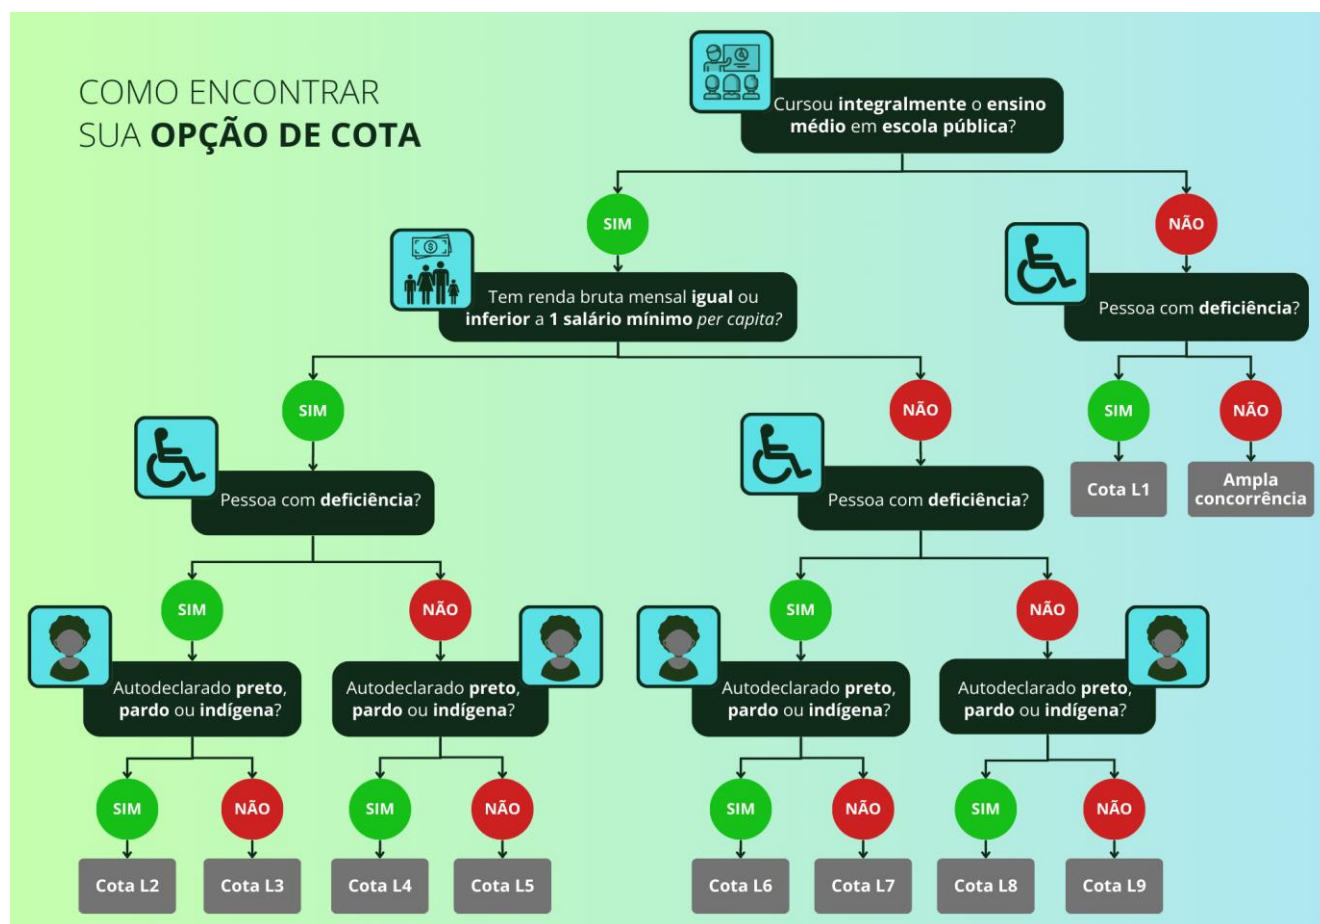 COMO ENCONTRAR
SUA OPÇÃO DE COTA
Cursou integralmente o ensino
médio em escola pública?
SIM
NÃO
Tem renda bruta mensal igual ou
inferior a 1 salário mínimo per capita?
Pessoa com deficiência?
SIM
NÃO
SIM
NÃO
Cota L1
Ampla
concorrência
Pessoa com deficiência?
Pessoa com deficiência?
SIM
NÃO
SIM
NÃO
Autodeclarado preto,
pardo ou indígena?
Autodeclarado preto,
pardo ou indígena?
Autodeclarado preto,
pardo ou indígena?
Autodeclarado preto,
pardo ou indígena?
SIM
NÃO
SIM
NÃO
SIM
NÃO
SIM
NÃO
Cota L2
Cota L3
Cota L4
Cota L5
Cota L6
Cota L7
Cota L8
Cota L9